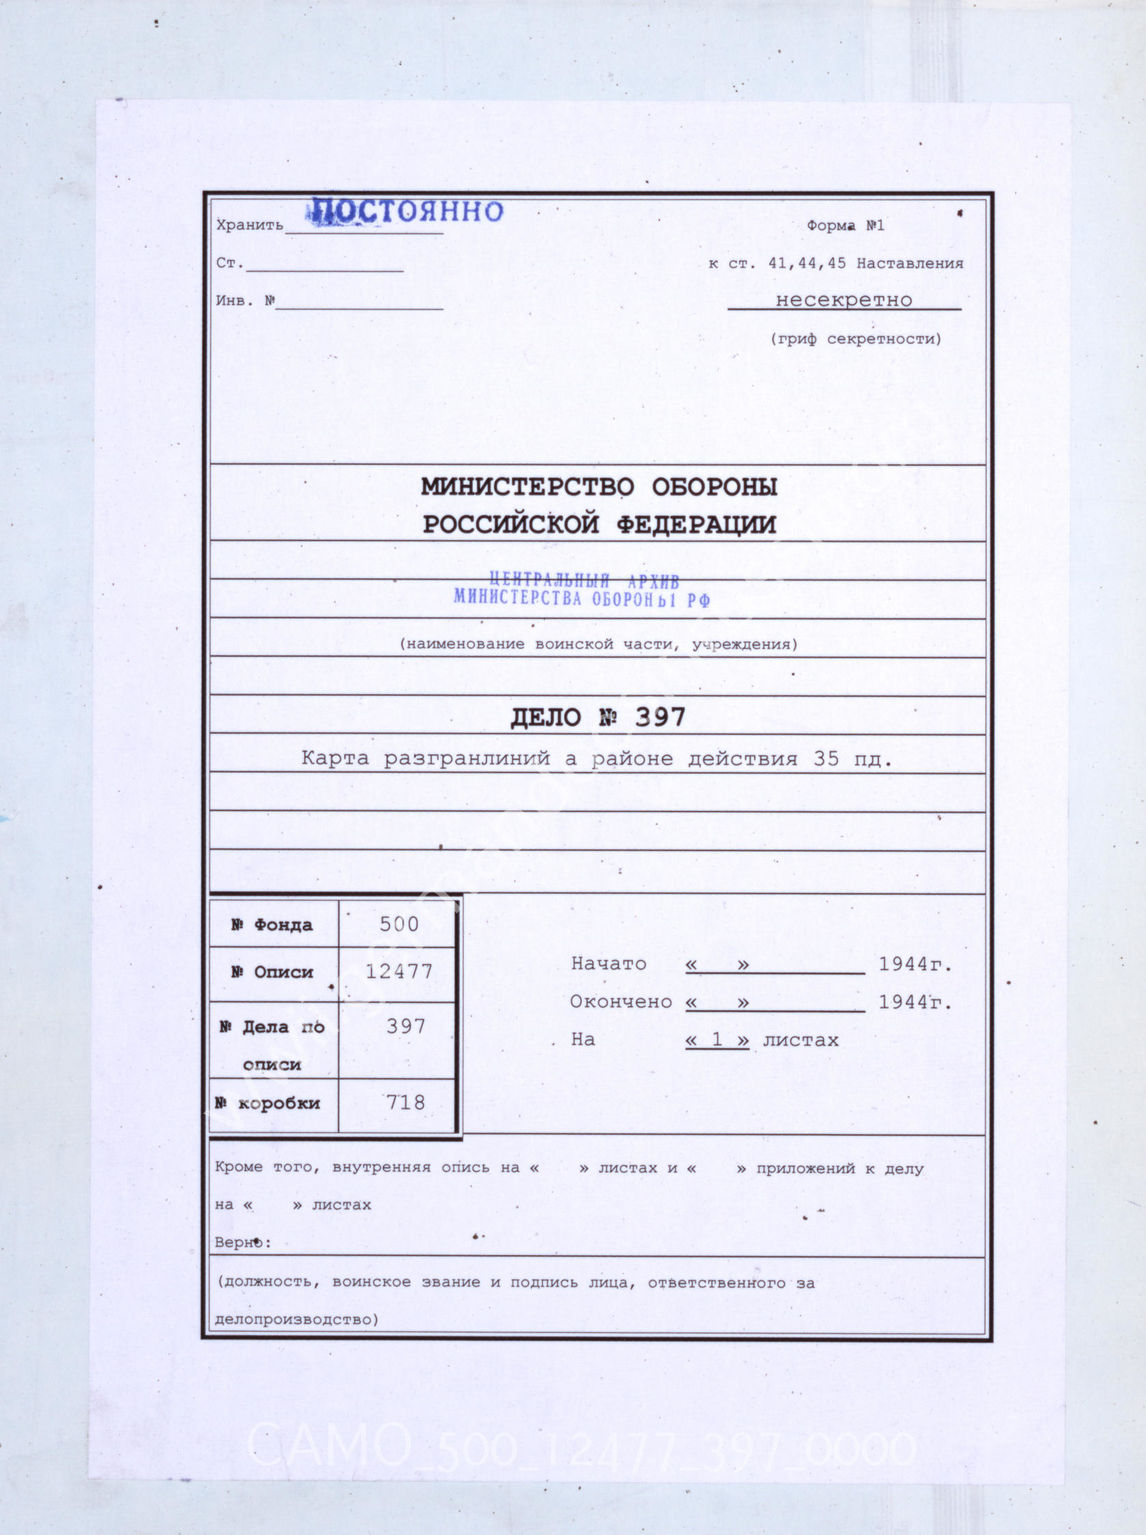 Хранить ПОСТОЯННО
Форма №1
Ст.
к ст. 41,44,45 Наставления
Инв. №
несекретно
(гриф секретности)
МИНИСТЕРСТВО ОБОРОНЫ
РОССИЙСКОЙ ФЕДЕРАЦИИ
ЦЕНТРАЛЬНЫЙ АРХИВ
МИНИСТЕРСТВА ОБОРОНЫ РФ
(наименование воинской части, учреждения)
ДЕЛО № 397
Карта разгранлиний а районе действия 35 пд.
№ Фонда 500
№ Описи 12477
№ Дела по 397
описи
№ коробки 718
Начато « » 1944г.
Окончено « » 1944г.
На « 1 » листах
Кроме того, внутренняя опись на « » листах и « » приложений к делу
на « » листах
Верно:
(должность, воинское звание и подпись лица, ответственного за
делопроизводство)
CAMO_500_12477_397_0000